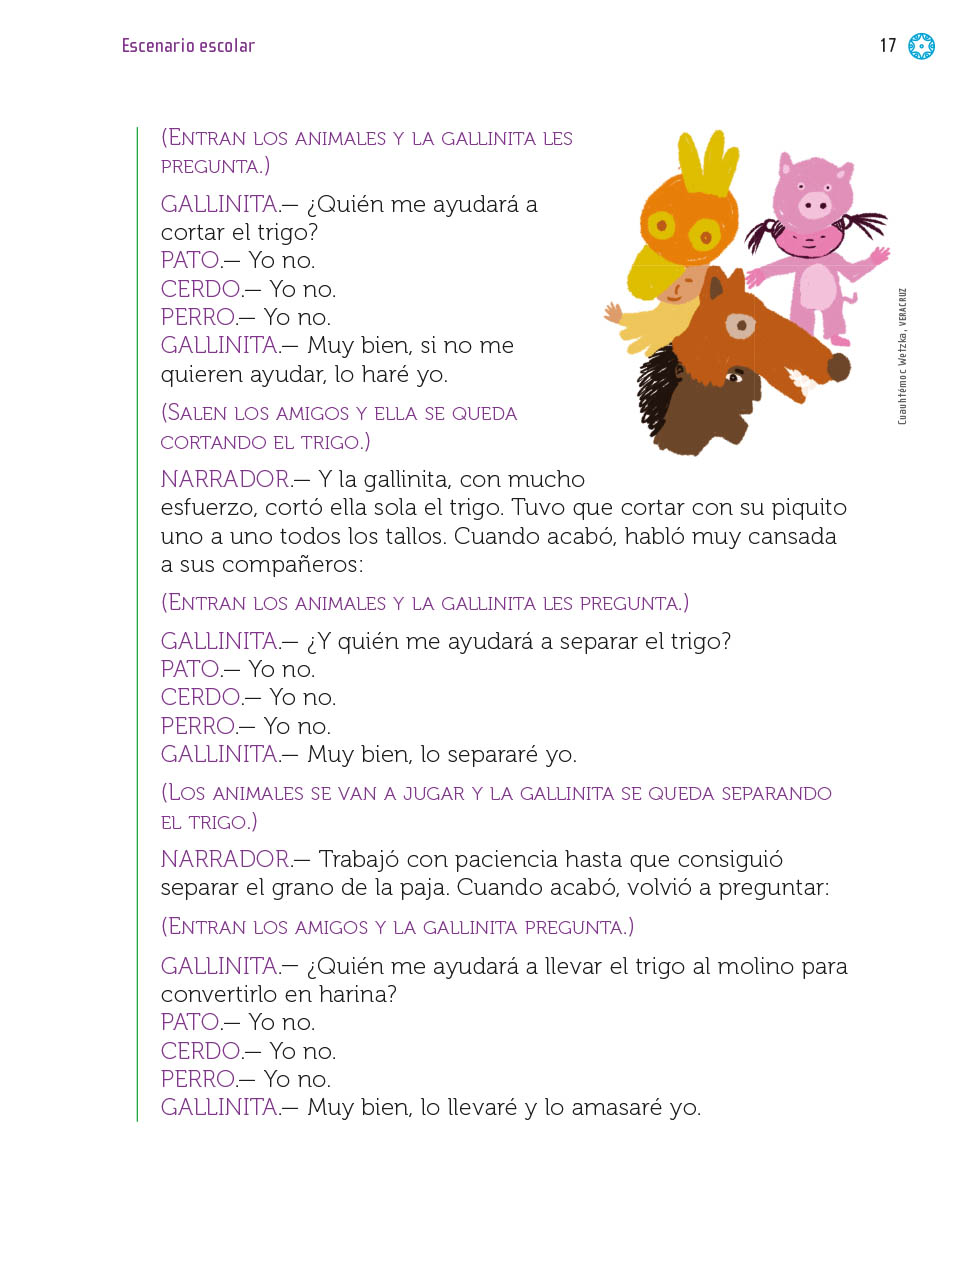 Escenario escolar
17
(Entran los animales y la gallinita les
pregunta.)
GALLINITA.— ¿Quién me ayudará a
cortar el trigo?
PATO.— Yo no.
CERDO.— Yo no.
PERRO.— Yo no.
GALLINITA.— Muy bien, si no me
quieren ayudar, lo haré yo.
(Salen los amigos y ella se queda
cortando el trigo.)
NARRADOR.— Y la gallinita, con mucho
esfuerzo, cortó ella sola el trigo. Tuvo que cortar con su piquito
uno a uno todos los tallos. Cuando acabó, habló muy cansada
a sus compañeros:
(Entran los animales y la gallinita les pregunta.)
GALLINITA.— ¿Y quién me ayudará a separar el trigo?
PATO.— Yo no.
CERDO.— Yo no.
PERRO.— Yo no.
GALLINITA.— Muy bien, lo separaré yo.
(Los animales se van a jugar y la gallinita se queda separando
el trigo.)
NARRADOR.— Trabajó con paciencia hasta que consiguió
separar el grano de la paja. Cuando acabó, volvió a preguntar:
(Entran los amigos y la gallinita pregunta.)
GALLINITA.— ¿Quién me ayudará a llevar el trigo al molino para
convertirlo en harina?
PATO.— Yo no.
CERDO.— Yo no.
PERRO.— Yo no.
GALLINITA.— Muy bien, lo llevaré y lo amasaré yo.
Cuauhtémoc Wetzka, VERACRUZ